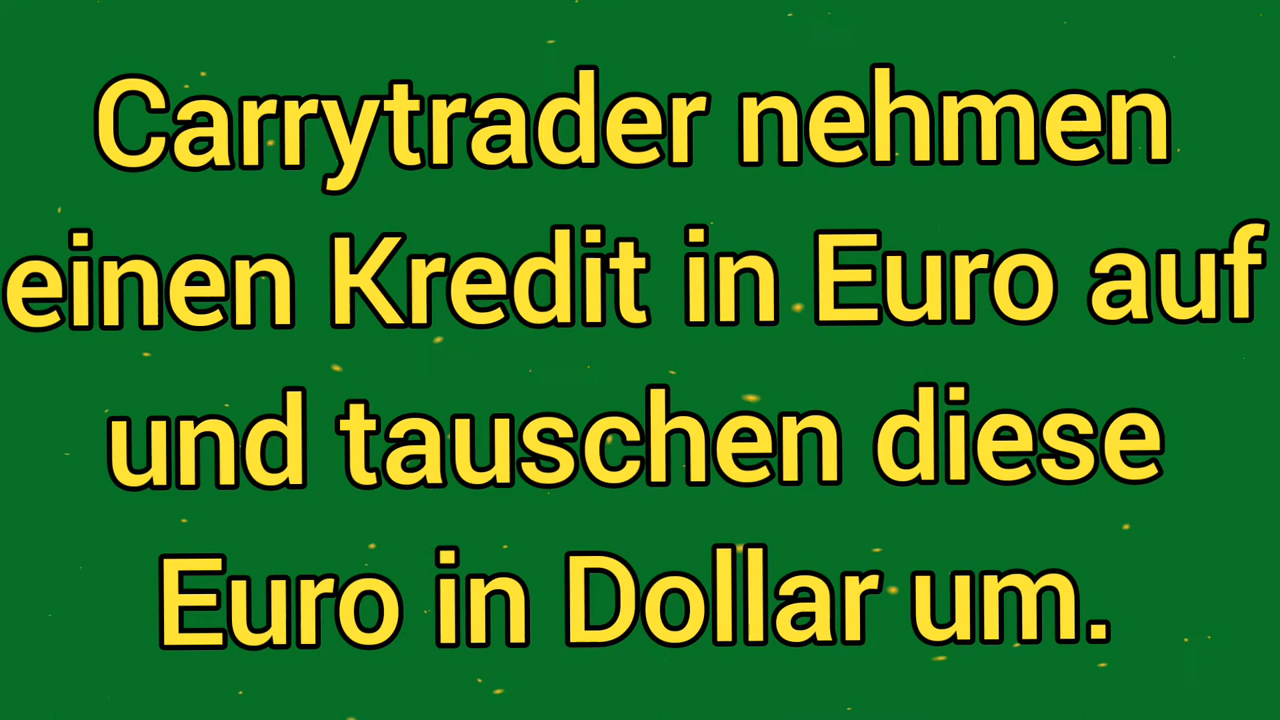 Carrytrader nehmen
einen Kredit in Euro auf
und tauschen diese
Euro in Dollar um.